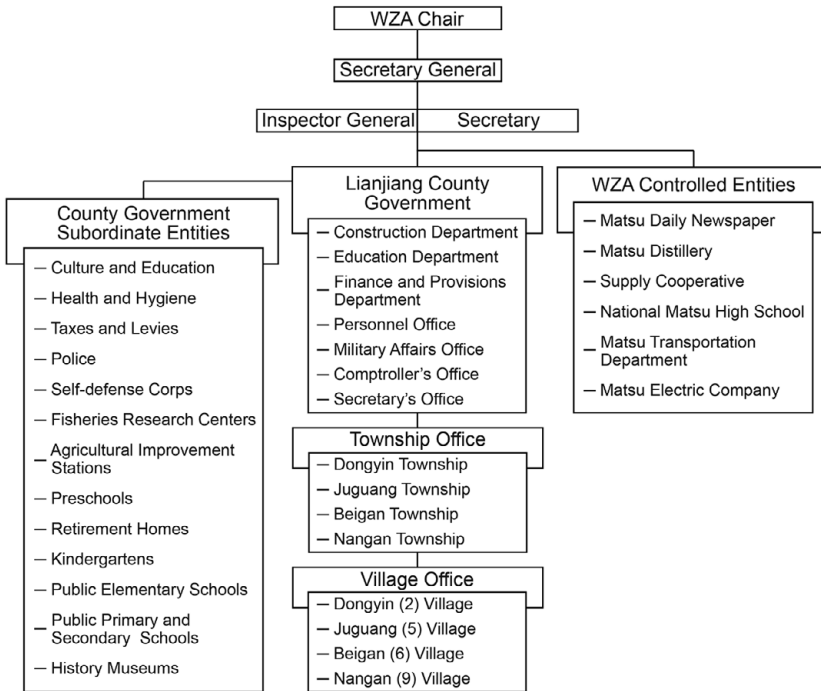 WZA Chair
Secretary General
Inspector General
Secretary
County Government
Subordinate Entities
— Culture and Education
— Health and Hygiene
— Taxes and Levies
— Police
— Self-defense Corps
— Fisheries Research Centers
— Agricultural Improvement
Stations
— Preschools
— Retirement Homes
— Kindergartens
— Public Elementary Schools
— Public Primary and
Secondary Schools
— History Museums
Lianjiang County
Government
— Construction Department
— Education Department
— Finance and Provisions
Department
— Personnel Office
— Military Affairs Office
— Comptroller's Office
— Secretary's Office
Township Office
— Dongyin Township
— Juguang Township
— Beigan Township
— Nangan Township
Village Office
— Dongyin (2) Village
— Juguang (5) Village
— Beigan (6) Village
— Nangan (9) Village
WZA Controlled Entities
— Matsu Daily Newspaper
— Matsu Distillery
— Supply Cooperative
— National Matsu High School
— Matsu Transportation
Department
— Matsu Electric Company